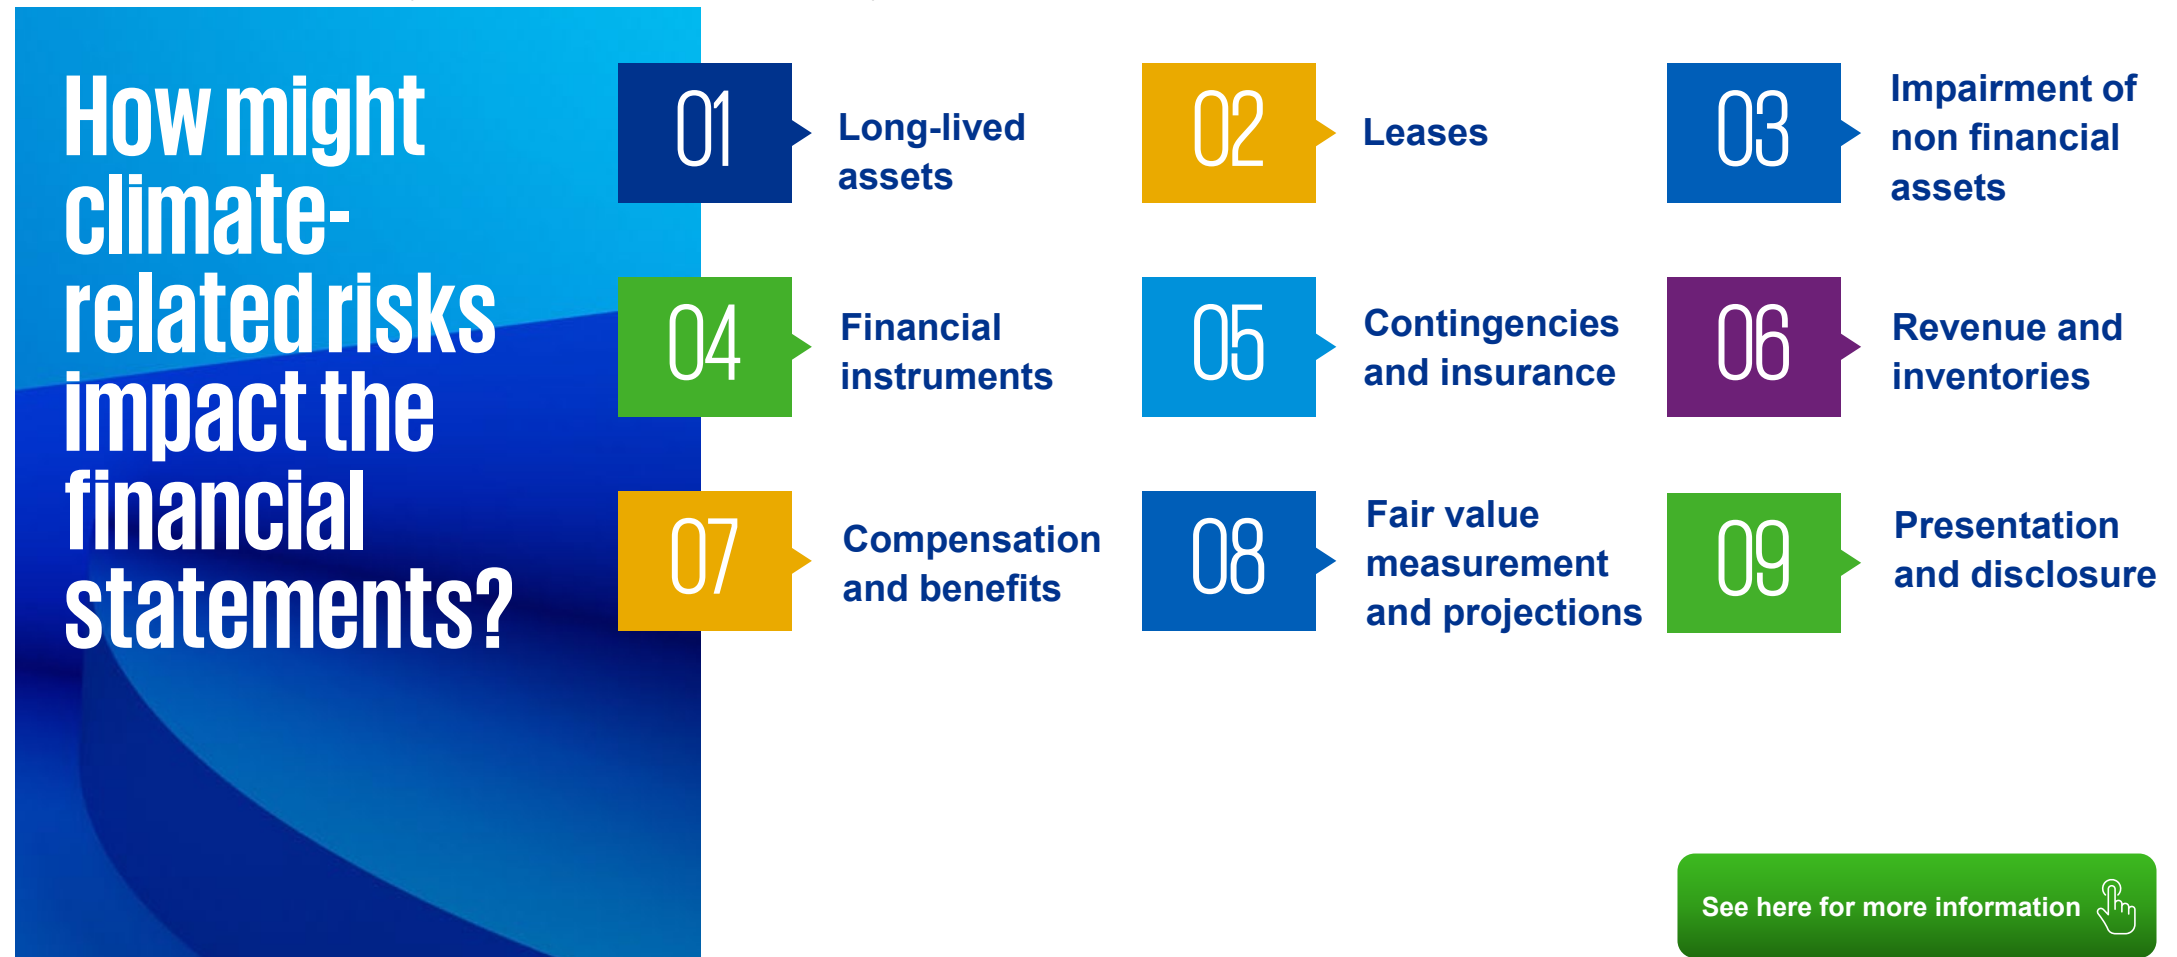 How might
climate-
related risks
impact the
financial
statements?
01
Long-lived
assets
02
Leases
03
Impairment of
non financial
assets
04
Financial
instruments
05
Contingencies
and insurance
06
Revenue and
inventories
07
Compensation
and benefits
08
Fair value
measurement
and projections
09
Presentation
and disclosure
See here for more information